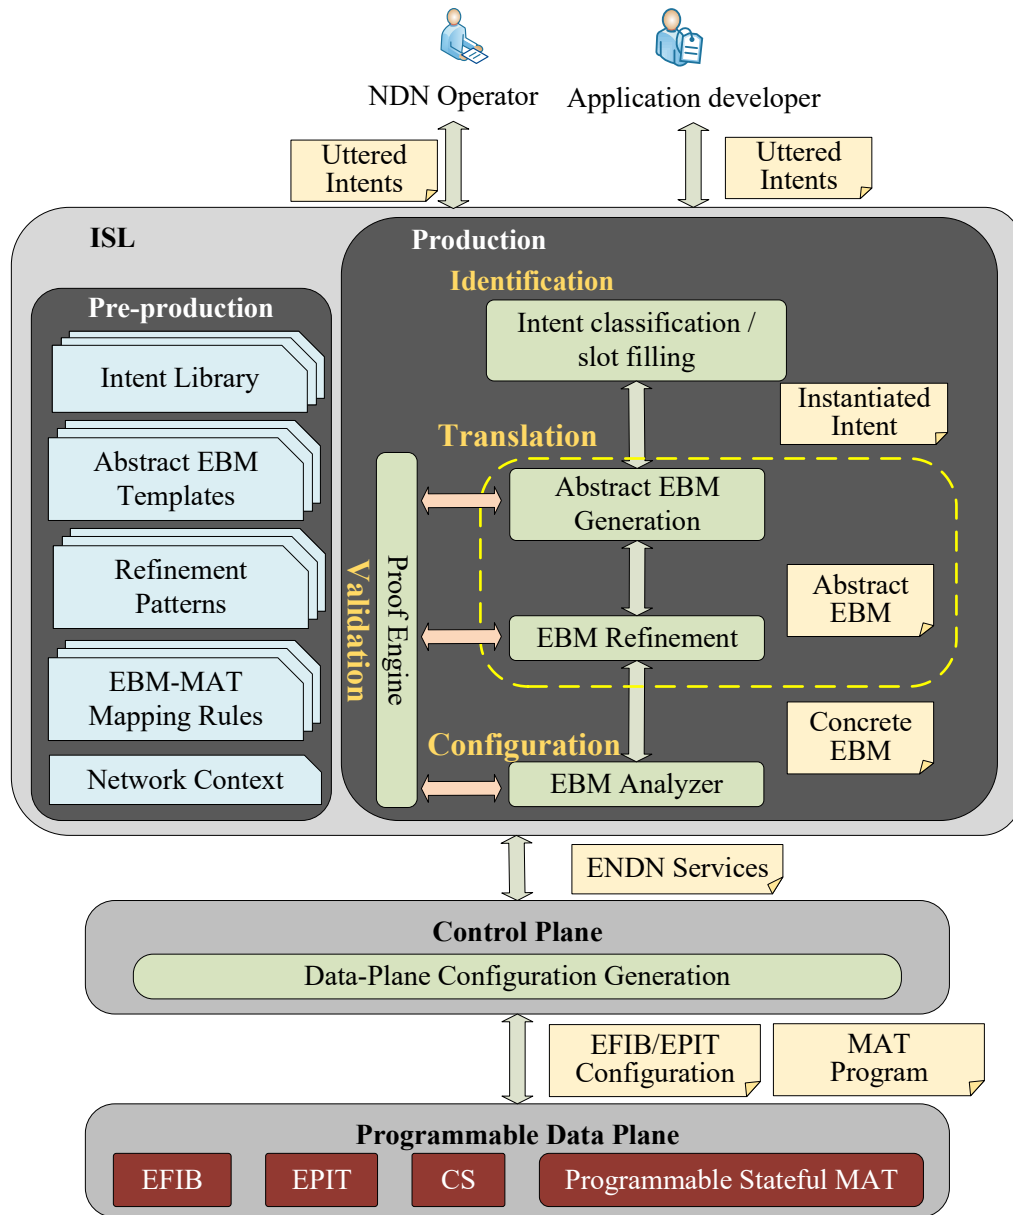 NDN Operator
Application developer
Uttered
Intents
Uttered
Intents
ISL
Pre-production
Intent Library
Abstract EBM
Templates
Refinement
Patterns
EBM-MAT
Mapping Rules
Network Context
Production
Identification
Intent classification /
slot filling
Instantiated
Intent
Translation
Abstract EBM
Generation
Proof Engine
Validation
Abstract
EBM
EBM Refinement
Concrete
EBM
Configuration
EBM Analyzer
ENDN Services
Control Plane
Data-Plane Configuration Generation
EFIB/EPIT
Configuration
MAT
Program
Programmable Data Plane
EFIB
EPIT
CS
Programmable Stateful MAT